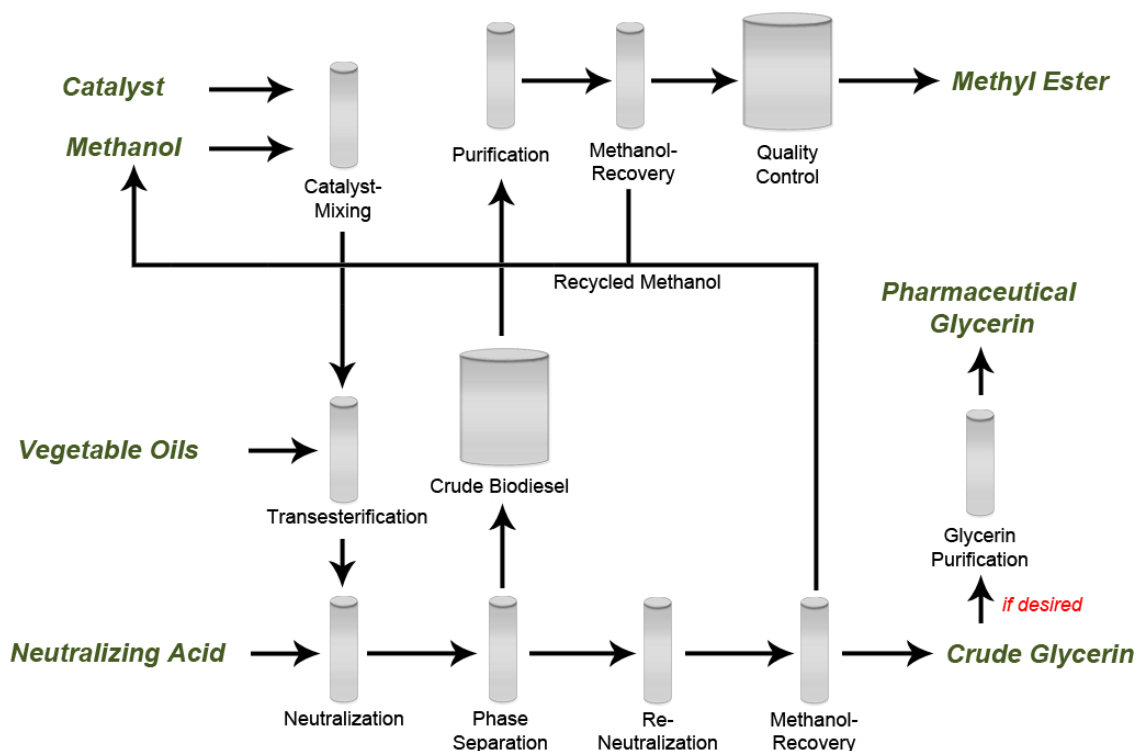 Catalyst
Methanol
Catalyst-
Mixing
Purification
Methanol-
Recovery
Quality
Control
Methyl Ester
Recycled Methanol
Pharmaceutical
Glycerin
Vegetable Oils
Transesterification
Crude Biodiesel
Glycerin
Purification
if desired
Neutralizing Acid
Neutralization
Phase
Separation
Re-
Neutralization
Methanol-
Recovery
Crude Glycerin